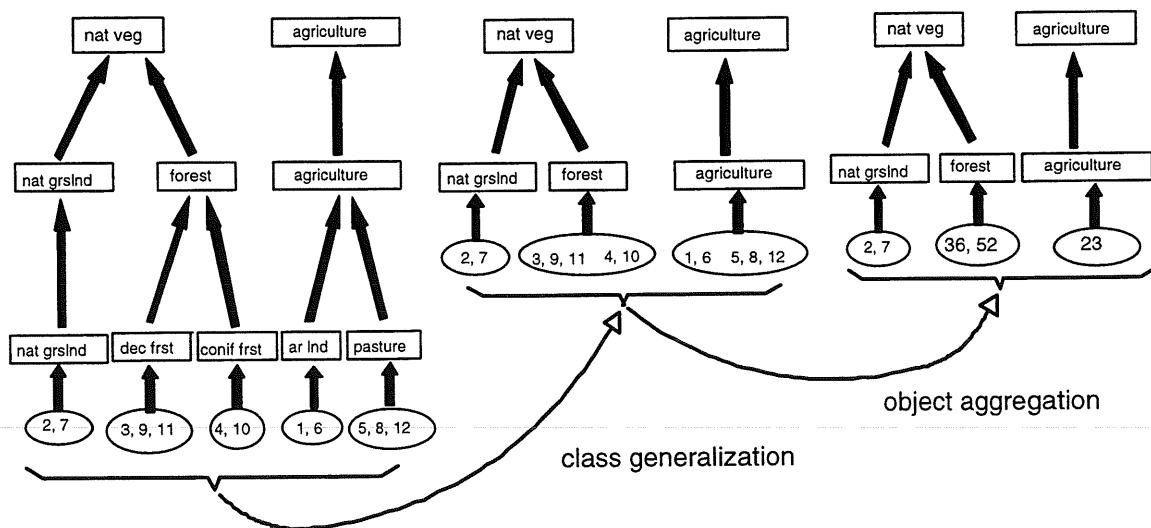 nat veg
agriculture
nat grslnd
forest
agriculture
nat grslnd
dec frst
conif frst
ar lnd
pasture
2, 7
3, 9, 11
4, 10
1, 6
5, 8, 12
nat veg
agriculture
nat grslnd
forest
agriculture
2, 7
3, 9, 11 4, 10
1, 6 5, 8, 12
nat veg
agriculture
nat grslnd
forest
agriculture
2, 7
36, 52
23
class generalization
object aggregation